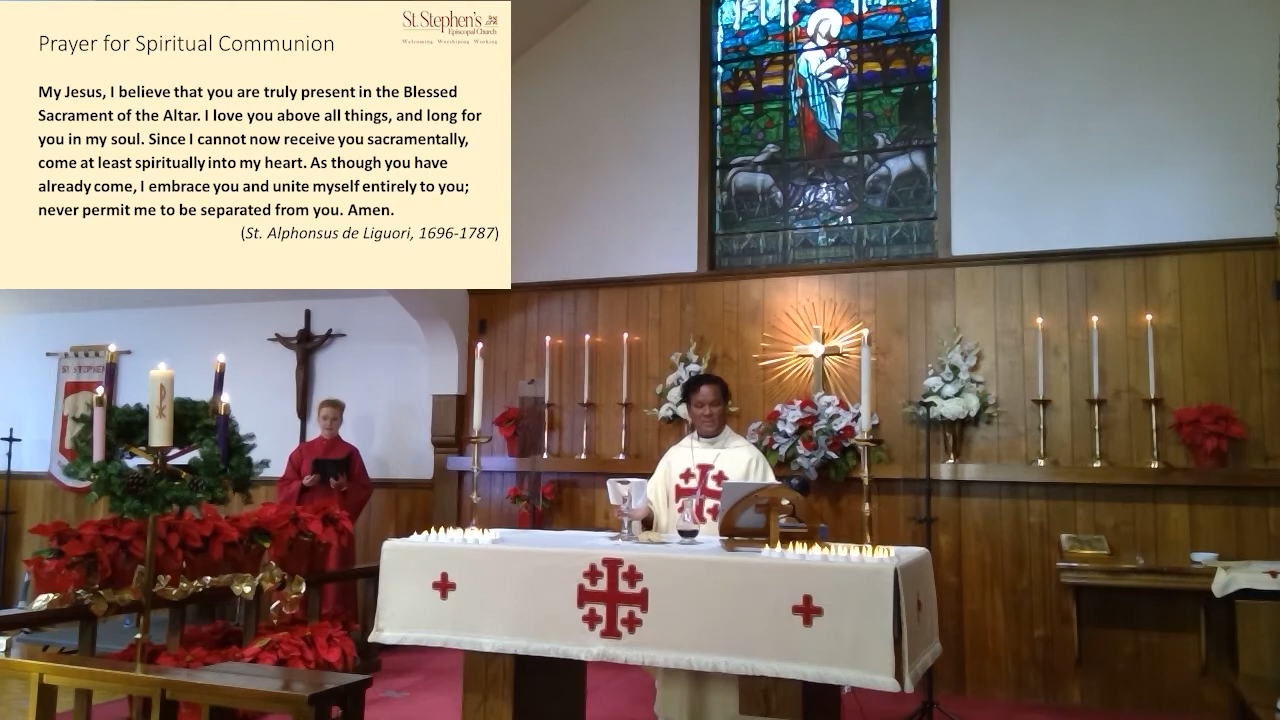 St.Stephen's
Episcopal Church
Welcoming Worshiping Working
Prayer for Spiritual Communion
My Jesus, I believe that you are truly present in the Blessed
Sacrament of the Altar. I love you above all things, and long for
you in my soul. Since I cannot now receive you sacramentally,
come at least spiritually into my heart. As though you have
already come, I embrace you and unite myself entirely to you;
never permit me to be separated from you. Amen.
(St. Alphonsus de Liguori, 1696-1787)
ST. STEPHEN